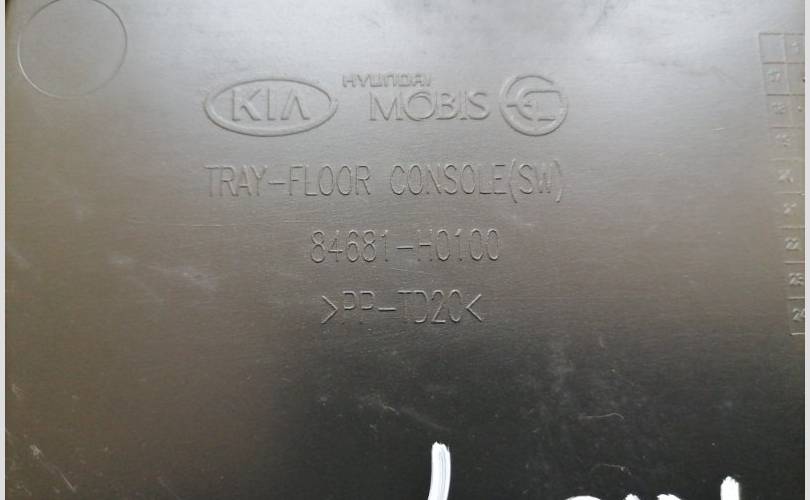 KIA HYUNDAI MOBIS
TRAY-FLOOR CONSOLE(SW)
84681-H0100
>PP-TD20<